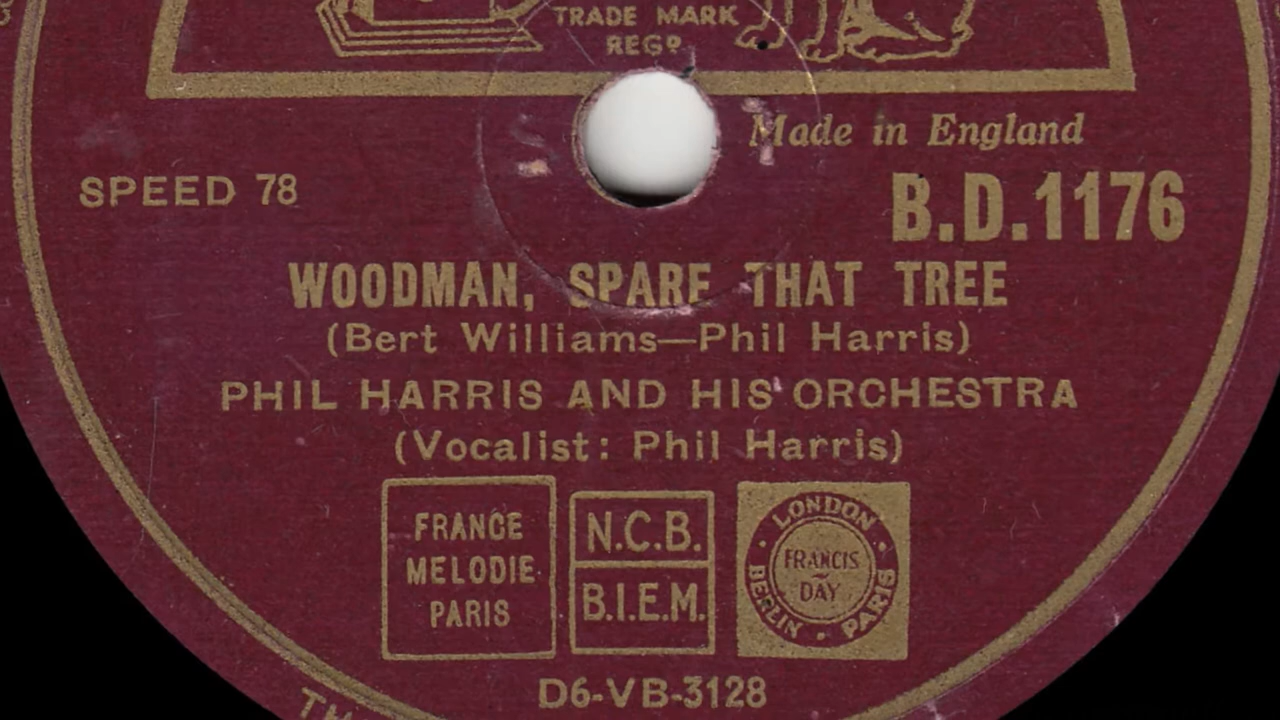 TRADE MARK
REGD
Made in England
SPEED 78
B.D.1176
WOODMAN, SPARE THAT TREE
(Bert Williams—Phil Harris)
PHIL HARRIS AND HIS ORCHESTRA
(Vocalist: Phil Harris)
FRANCE
MELODIE
PARIS
N.C.B.
B.I.E.M.
LONDON
FRANCIS
DAY
BERLIN · PARIS
D6-VB-3128